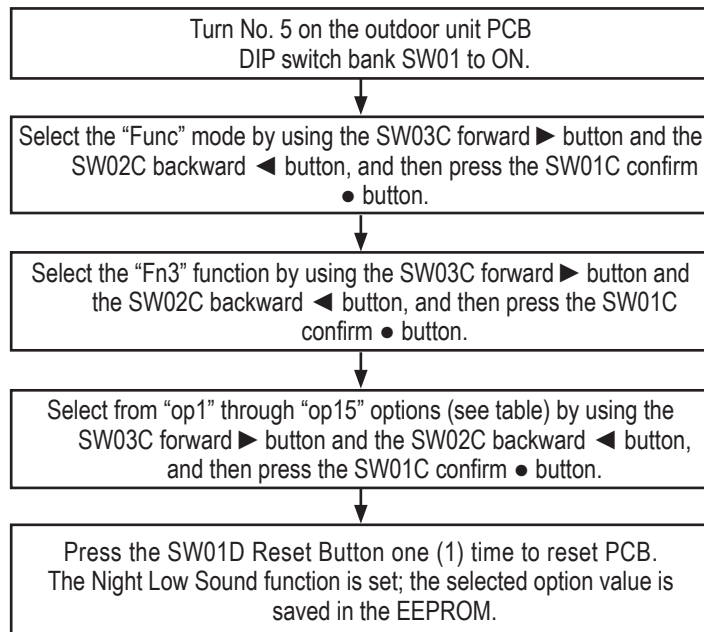 Turn No. 5 on the outdoor unit PCB
DIP switch bank SW01 to ON.
Select the “Func” mode by using the SW03C forward ► button and the
SW02C backward ◄ button, and then press the SW01C confirm
● button.
Select the “Fn3” function by using the SW03C forward ► button and
the SW02C backward ◄ button, and then press the SW01C
confirm ● button.
Select from “op1” through “op15” options (see table) by using the
SW03C forward ► button and the SW02C backward ◄ button,
and then press the SW01C confirm ● button.
Press the SW01D Reset Button one (1) time to reset PCB.
The Night Low Sound function is set; the selected option value is
saved in the EEPROM.